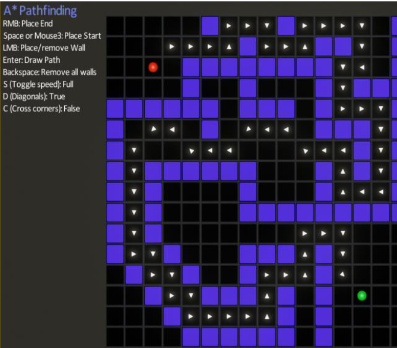 A* Pathfinding
RMB: Place End
Space or Mouse3: Place Start
LMB: Place/remove Wall
Enter: Draw Path
Backspace: Remove all walls
S (Toggle speed): Full
D (Diagonals): True
C (Cross corners): False